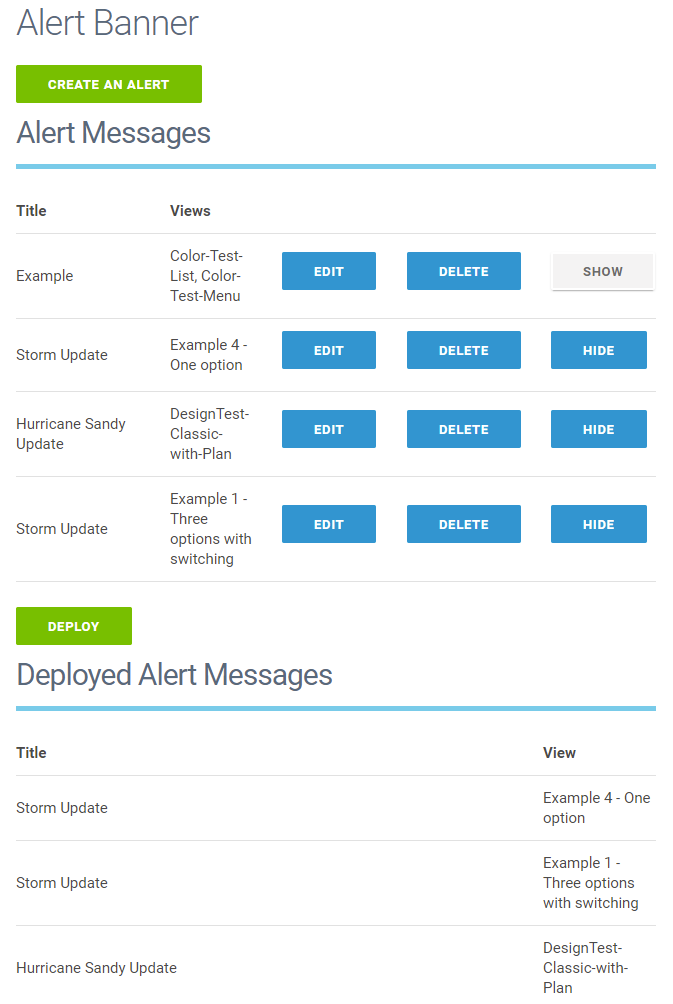 Alert Banner
CREATE AN ALERT
Alert Messages
Title Views
Example
Color-Test-
List, Color-
Test-Menu
EDIT DELETE SHOW
Storm Update
Example 4 -
One option
EDIT DELETE HIDE
Hurricane Sandy
Update
DesignTest-
Classic-
with-Plan
EDIT DELETE HIDE
Storm Update
Example 1 -
Three
options with
switching
EDIT DELETE HIDE
DEPLOY
Deployed Alert Messages
Title View
Storm Update
Example 4 - One
option
Storm Update
Example 1 -
Three options
with switching
Hurricane Sandy Update
DesignTest-
Classic-with-
Plan